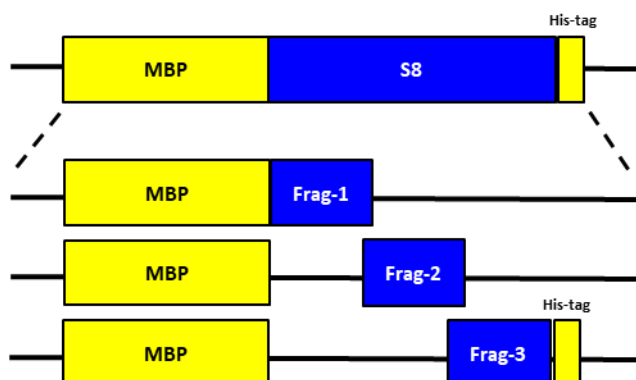 His-tag
MBP S8
MBP Frag-1
MBP Frag-2
His-tag
MBP Frag-3